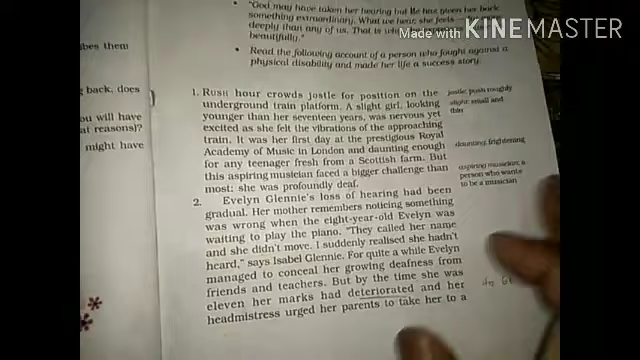 "God may have taken her hearing but he has given her back
something extraordinary. What we hear, she feels —
deeply than any of us. That is why
beautifully."
Made with KINEMASTER
• Read the following account of a person who fought against a
physical disability and made her life a success story.
ibes them
back, does
ou will have
at reasons)?
might have
1. Rush hour crowds jostle for position on the
underground train platform. A slight girl, looking
younger than her seventeen years, was nervous yet
excited as she felt the vibrations of the approaching
train. It was her first day at the prestigious Royal
Academy of Music in London and daunting enough
for any teenager fresh from a Scottish farm. But
this aspiring musician faced a bigger challenge than
most: she was profoundly deaf.
jostle: push roughly
slight: small and
thin
daunting: frightening
aspiring musician: a
person who wants
to be a musician
2. Evelyn Glennie's loss of hearing had been
gradual. Her mother remembers noticing something
was wrong when the eight-year-old Evelyn was
waiting to play the piano. "They called her name
and she didn't move. I suddenly realised she hadn't
heard," says Isabel Glennie. For quite a while Evelyn
managed to conceal her growing deafness from
friends and teachers. But by the time she was
eleven her marks had deteriorated and her
headmistress urged her parents to take her to a